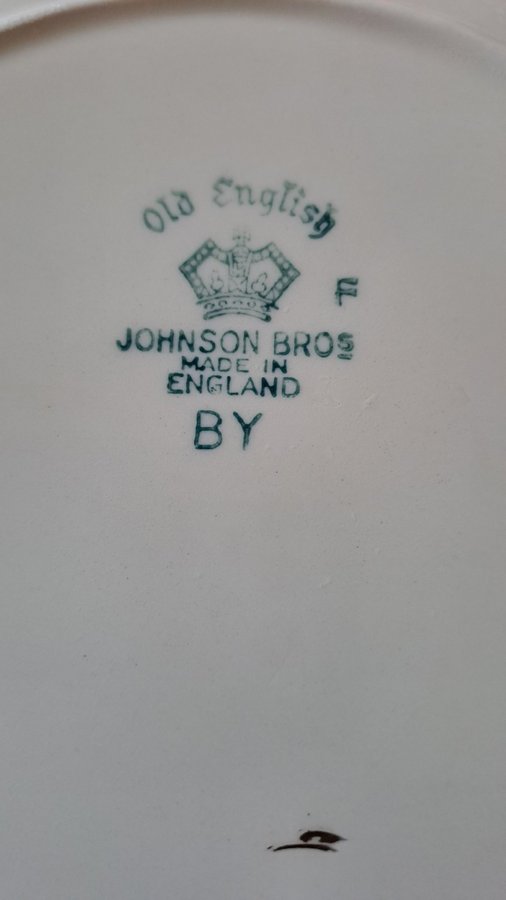 Old English
F
JOHNSON BROS
MADE IN
ENGLAND
BY